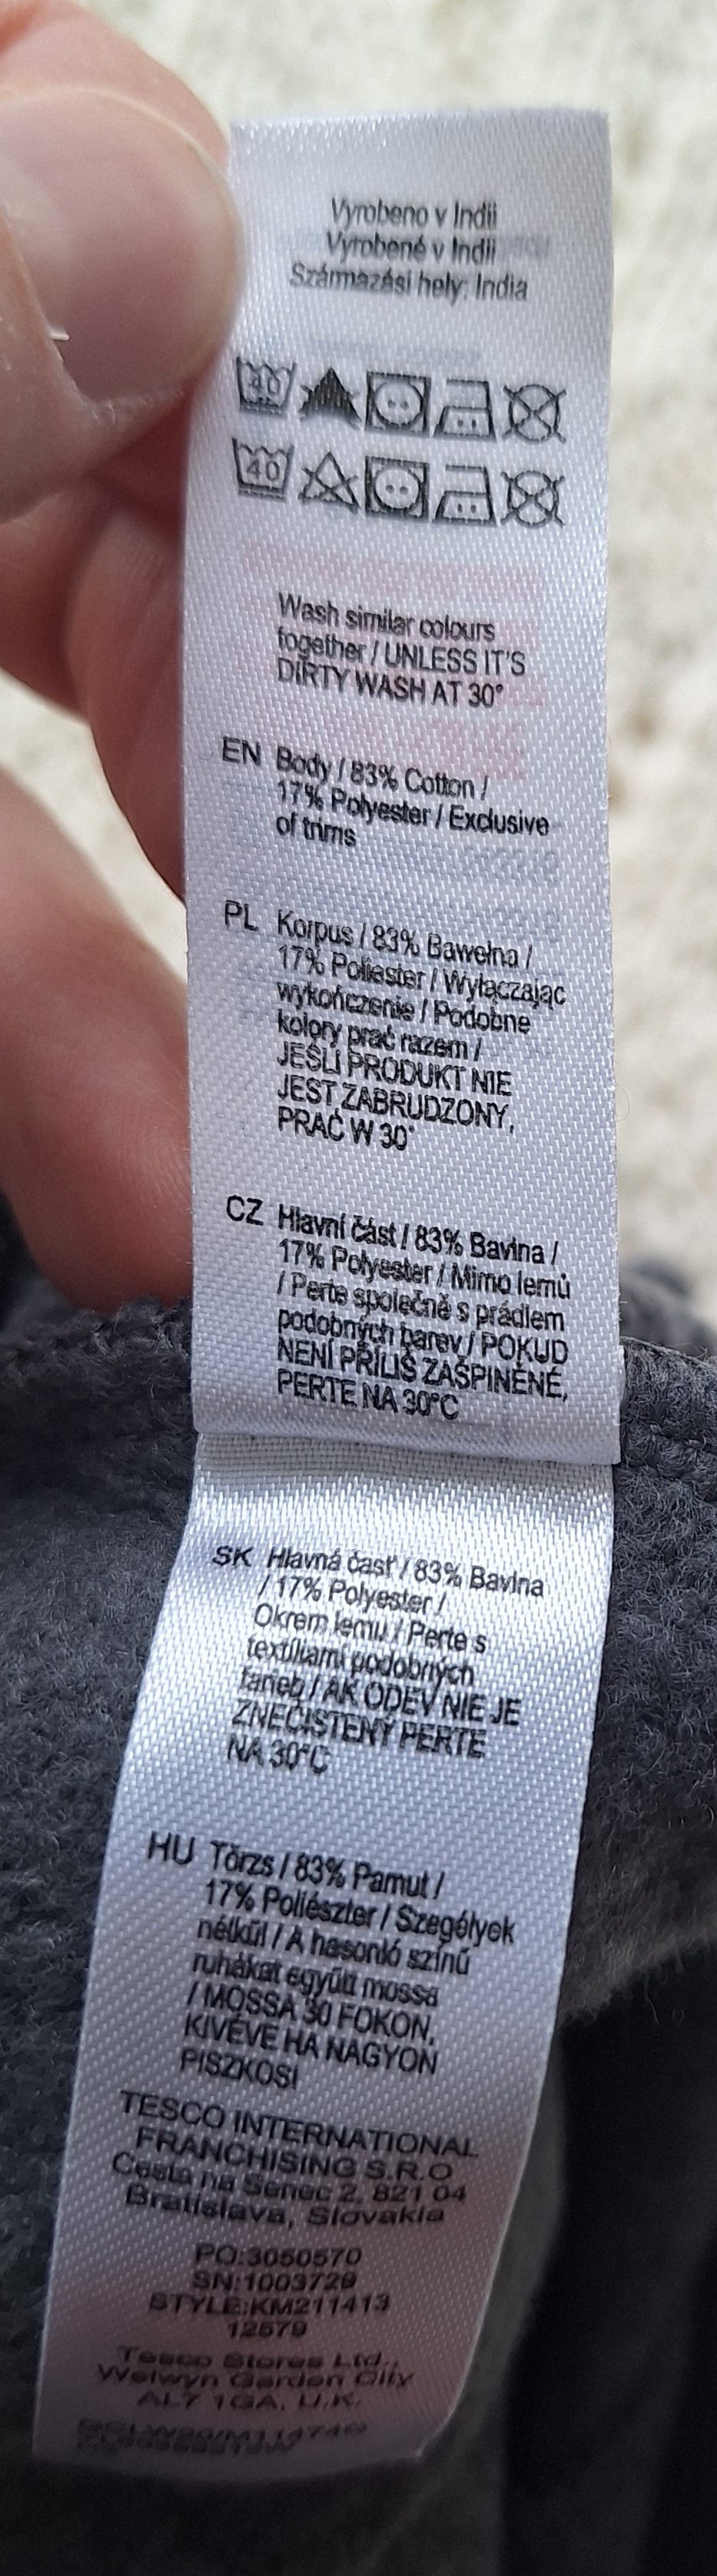 Vyrobeno v Indii
Vyrobené v Indii
Származási hely: India
40
40
Wash similar colours
together / UNLESS IT'S
DIRTY WASH AT 30°
EN Body / 83% Cotton /
17% Polyester / Exclusive
of trims
PL Korpus / 83% Bawełna /
17% Poliester / Wyłączając
wykończenie / Podobne
kolory prać razem /
JEŚLI PRODUKT NIE
JEST ZABRUDZONY,
PRAĆ W 30°
CZ Hlavní část / 83% Bavlna /
17% Polyester / Mimo lemů
/ Perte společně s prádlem
podobných barev / POKUD
NENÍ PŘÍLIŠ ZAŠPINĚNÉ,
PERTE NA 30°C
SK Hlavná časť / 83% Bavlna
/ 17% Polyester /
Okrem lemu / Perte s
textíliami podobných
farieb / AK ODEV NIE JE
ZNEČISTENÝ PERTE
NA 30°C
HU Törzs / 83% Pamut /
17% Poliészter / Szegélyek
nélkül / A hasonló színű
ruhákat együtt mossa
/ MOSSA 30 FOKON,
KIVÉVE HA NAGYON
PISZKOS!
TESCO INTERNATIONAL
FRANCHISING S.R.O
Cesta na Senec 2, 821 04
Bratislava, Slovakia
PO:3050570
SN:1003729
STYLE:KM211413
12579
Tesco Stores Ltd.,
Welwyn Garden City
AL7 1GA, U.K.